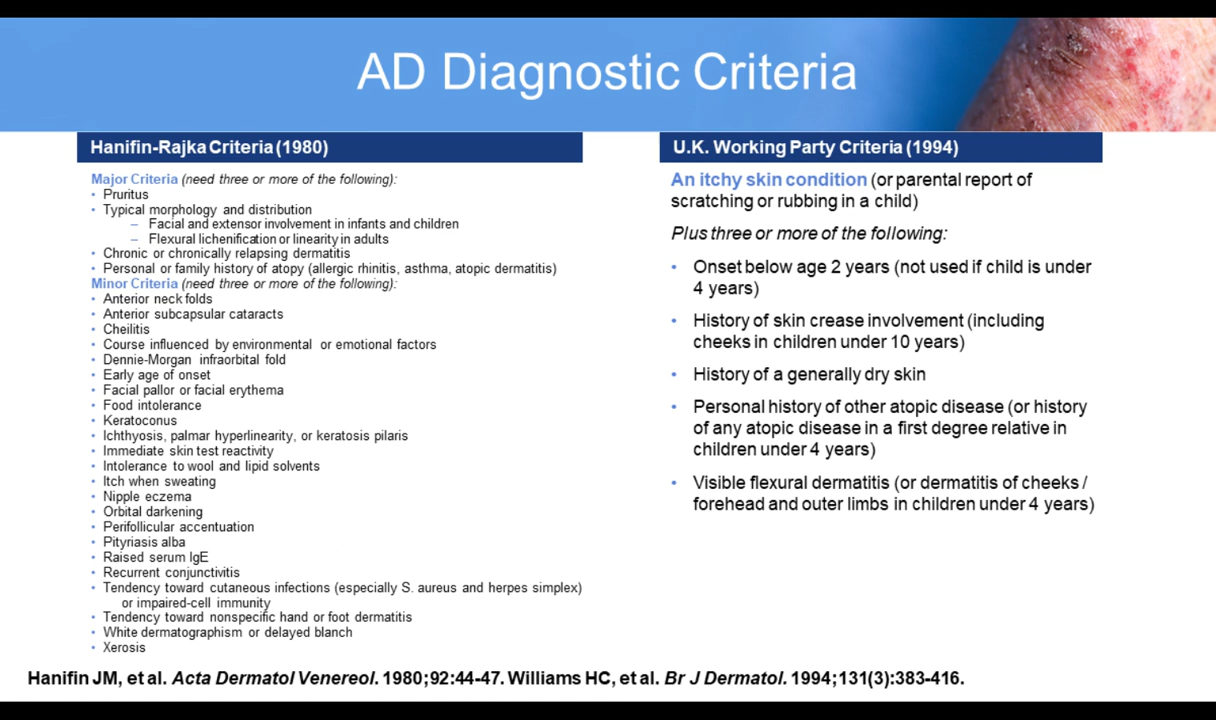 AD Diagnostic Criteria
Hanifin-Rajka Criteria (1980)
Major Criteria (need three or more of the following):
• Pruritus
• Typical morphology and distribution
– Facial and extensor involvement in infants and children
– Flexural lichenification or linearity in adults
• Chronic or chronically relapsing dermatitis
• Personal or family history of atopy (allergic rhinitis, asthma, atopic dermatitis)
Minor Criteria (need three or more of the following):
• Anterior neck folds
• Anterior subcapsular cataracts
• Cheilitis
• Course influenced by environmental or emotional factors
• Dennie-Morgan infraorbital fold
• Early age of onset
• Facial pallor or facial erythema
• Food intolerance
• Keratoconus
• Ichthyosis, palmar hyperlinearity, or keratosis pilaris
• Immediate skin test reactivity
• Intolerance to wool and lipid solvents
• Itch when sweating
• Nipple eczema
• Orbital darkening
• Perifollicular accentuation
• Pityriasis alba
• Raised serum IgE
• Recurrent conjunctivitis
• Tendency toward cutaneous infections (especially S. aureus and herpes simplex)
or impaired-cell immunity
• Tendency toward nonspecific hand or foot dermatitis
• White dermatographism or delayed blanch
• Xerosis
U.K. Working Party Criteria (1994)
An itchy skin condition (or parental report of
scratching or rubbing in a child)
Plus three or more of the following:
• Onset below age 2 years (not used if child is under
4 years)
• History of skin crease involvement (including
cheeks in children under 10 years)
• History of a generally dry skin
• Personal history of other atopic disease (or history
of any atopic disease in a first degree relative in
children under 4 years)
• Visible flexural dermatitis (or dermatitis of cheeks /
forehead and outer limbs in children under 4 years)
Hanifin JM, et al. Acta Dermatol Venereol. 1980;92:44-47. Williams HC, et al. Br J Dermatol. 1994;131(3):383-416.